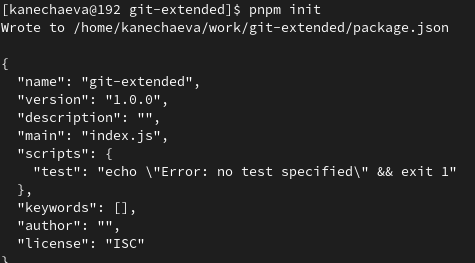 [kanechaeva@192 git-extended]$ pnpm init
Wrote to /home/kanechaeva/work/git-extended/package.json
{
  "name": "git-extended",
  "version": "1.0.0",
  "description": "",
  "main": "index.js",
  "scripts": {
    "test": "echo \"Error: no test specified\" && exit 1"
  },
  "keywords": [],
  "author": "",
  "license": "ISC"
}